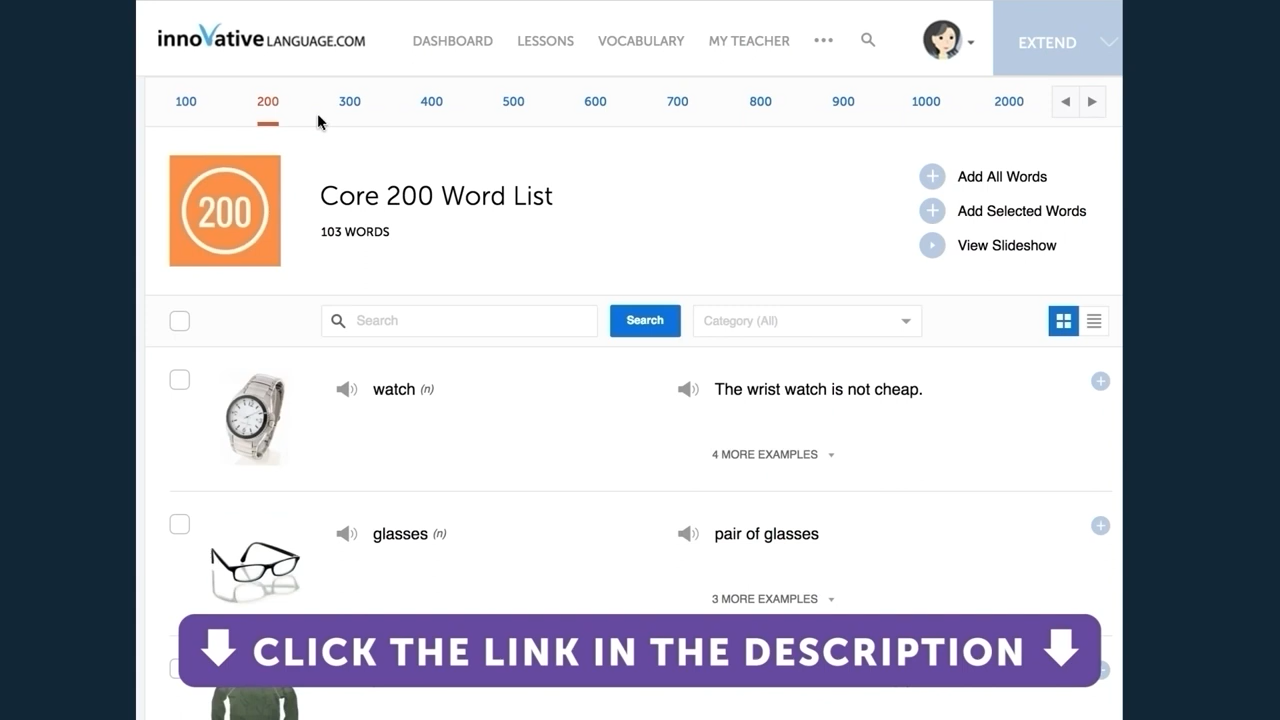 innoVative LANGUAGE.COM
DASHBOARD LESSONS VOCABULARY MY TEACHER ••• EXTEND
100 200 300 400 500 600 700 800 900 1000 2000
200
Core 200 Word List
103 WORDS
Add All Words
Add Selected Words
View Slideshow
Search Search Category (All)
watch (n) The wrist watch is not cheap.
4 MORE EXAMPLES
glasses (n) pair of glasses
3 MORE EXAMPLES
CLICK THE LINK IN THE DESCRIPTION